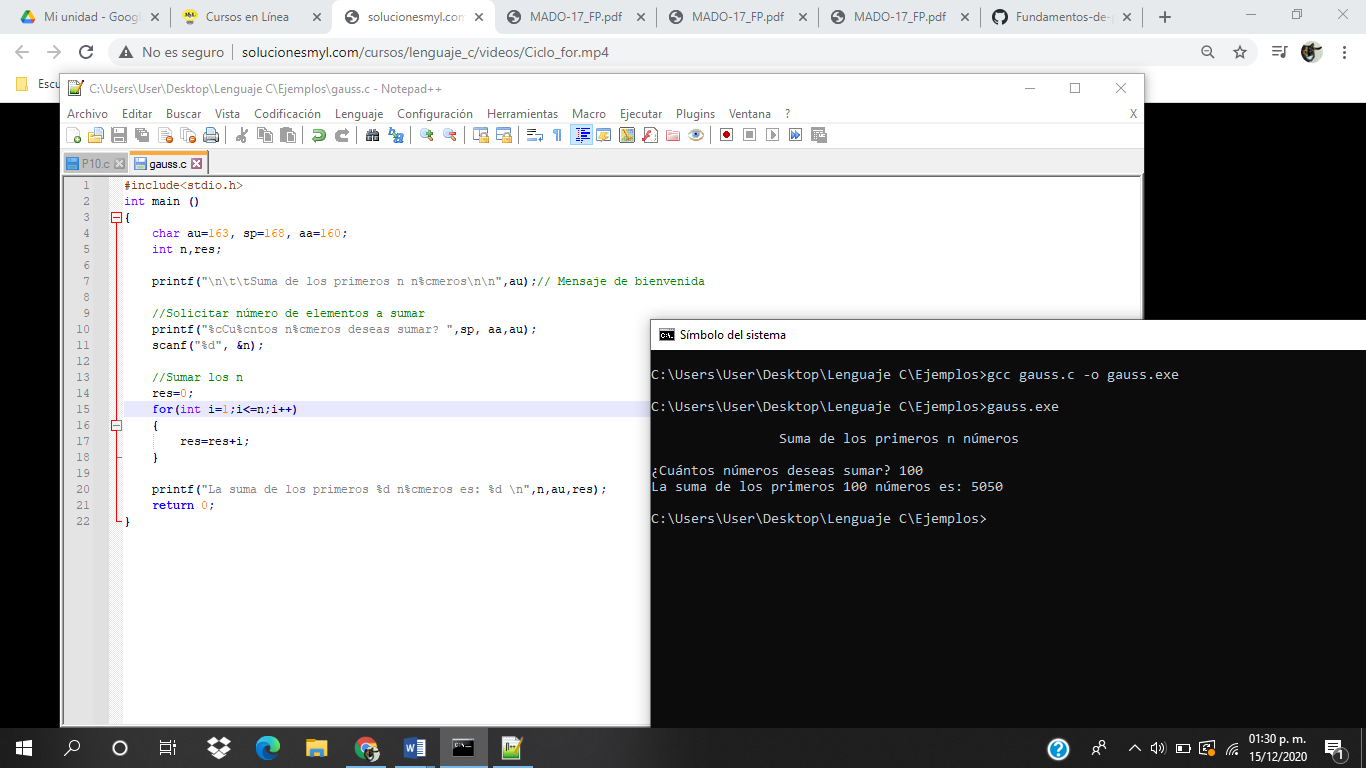 Mi unidad - Goog
Cursos en Línea
solucionesmyl.com
MADO-17_FP.pdf
MADO-17_FP.pdf
MADO-17_FP.pdf
Fundamentos-de-
No es seguro | solucionesmyl.com/cursos/lenguaje_c/videos/Ciclo_for.mp4
Escu
C:\Users\User\Desktop\Lenguaje C\Ejemplos\gauss.c - Notepad++
Archivo Editar Buscar Vista Codificación Lenguaje Configuración Herramientas Macro Ejecutar Plugins Ventana ? X
P10.c gauss.c
1 #include<stdio.h>
2 int main ()
3 {
4 char au=163, sp=168, aa=160;
5 int n,res;
6
7 printf("\n\t\tSuma de los primeros n n%cmeros\n\n",au);// Mensaje de bienvenida
8
9 //Solicitar número de elementos a sumar
10 printf("%cCu%cntos n%cmeros deseas sumar? ",sp, aa,au);
11 scanf("%d", &n);
12
13 //Sumar los n
14 res=0;
15 for(int i=1;i<=n;i++)
16 {
17 res=res+i;
18 }
19
20 printf("La suma de los primeros %d n%cmeros es: %d \n",n,au,res);
21 return 0;
22 }
Símbolo del sistema
C:\Users\User\Desktop\Lenguaje C\Ejemplos>gcc gauss.c -o gauss.exe
C:\Users\User\Desktop\Lenguaje C\Ejemplos>gauss.exe
Suma de los primeros n números
¿Cuántos números deseas sumar? 100
La suma de los primeros 100 números es: 5050
C:\Users\User\Desktop\Lenguaje C\Ejemplos>
01:30 p. m.
15/12/2020
1